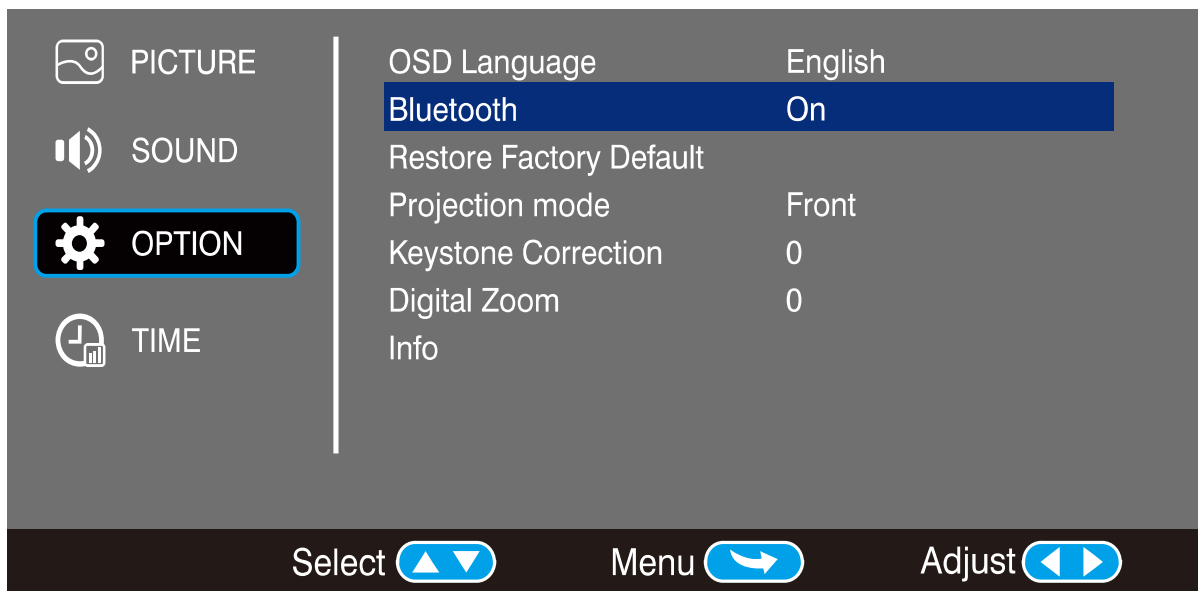 PICTURE
SOUND
OPTION
TIME
OSD Language English
Bluetooth On
Restore Factory Default
Projection mode Front
Keystone Correction 0
Digital Zoom 0
Info
Select Menu Adjust